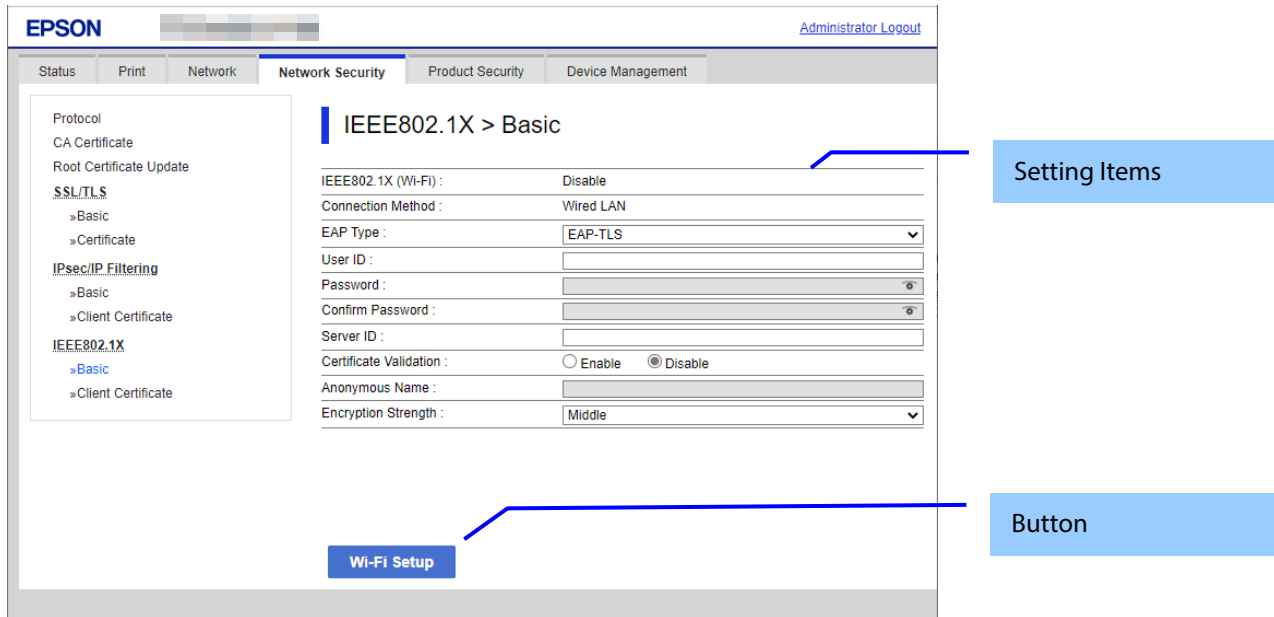 EPSON
Administrator Logout
Status Print Network Network Security Product Security Device Management
Protocol
CA Certificate
Root Certificate Update
SSL/TLS
»Basic
»Certificate
IPsec/IP Filtering
»Basic
»Client Certificate
IEEE802.1X
»Basic
»Client Certificate
IEEE802.1X > Basic
IEEE802.1X (Wi-Fi) : Disable
Connection Method : Wired LAN
EAP Type : EAP-TLS
User ID :
Password :
Confirm Password :
Server ID :
Certificate Validation : Enable Disable
Anonymous Name :
Encryption Strength : Middle
Wi-Fi Setup
Setting Items
Button